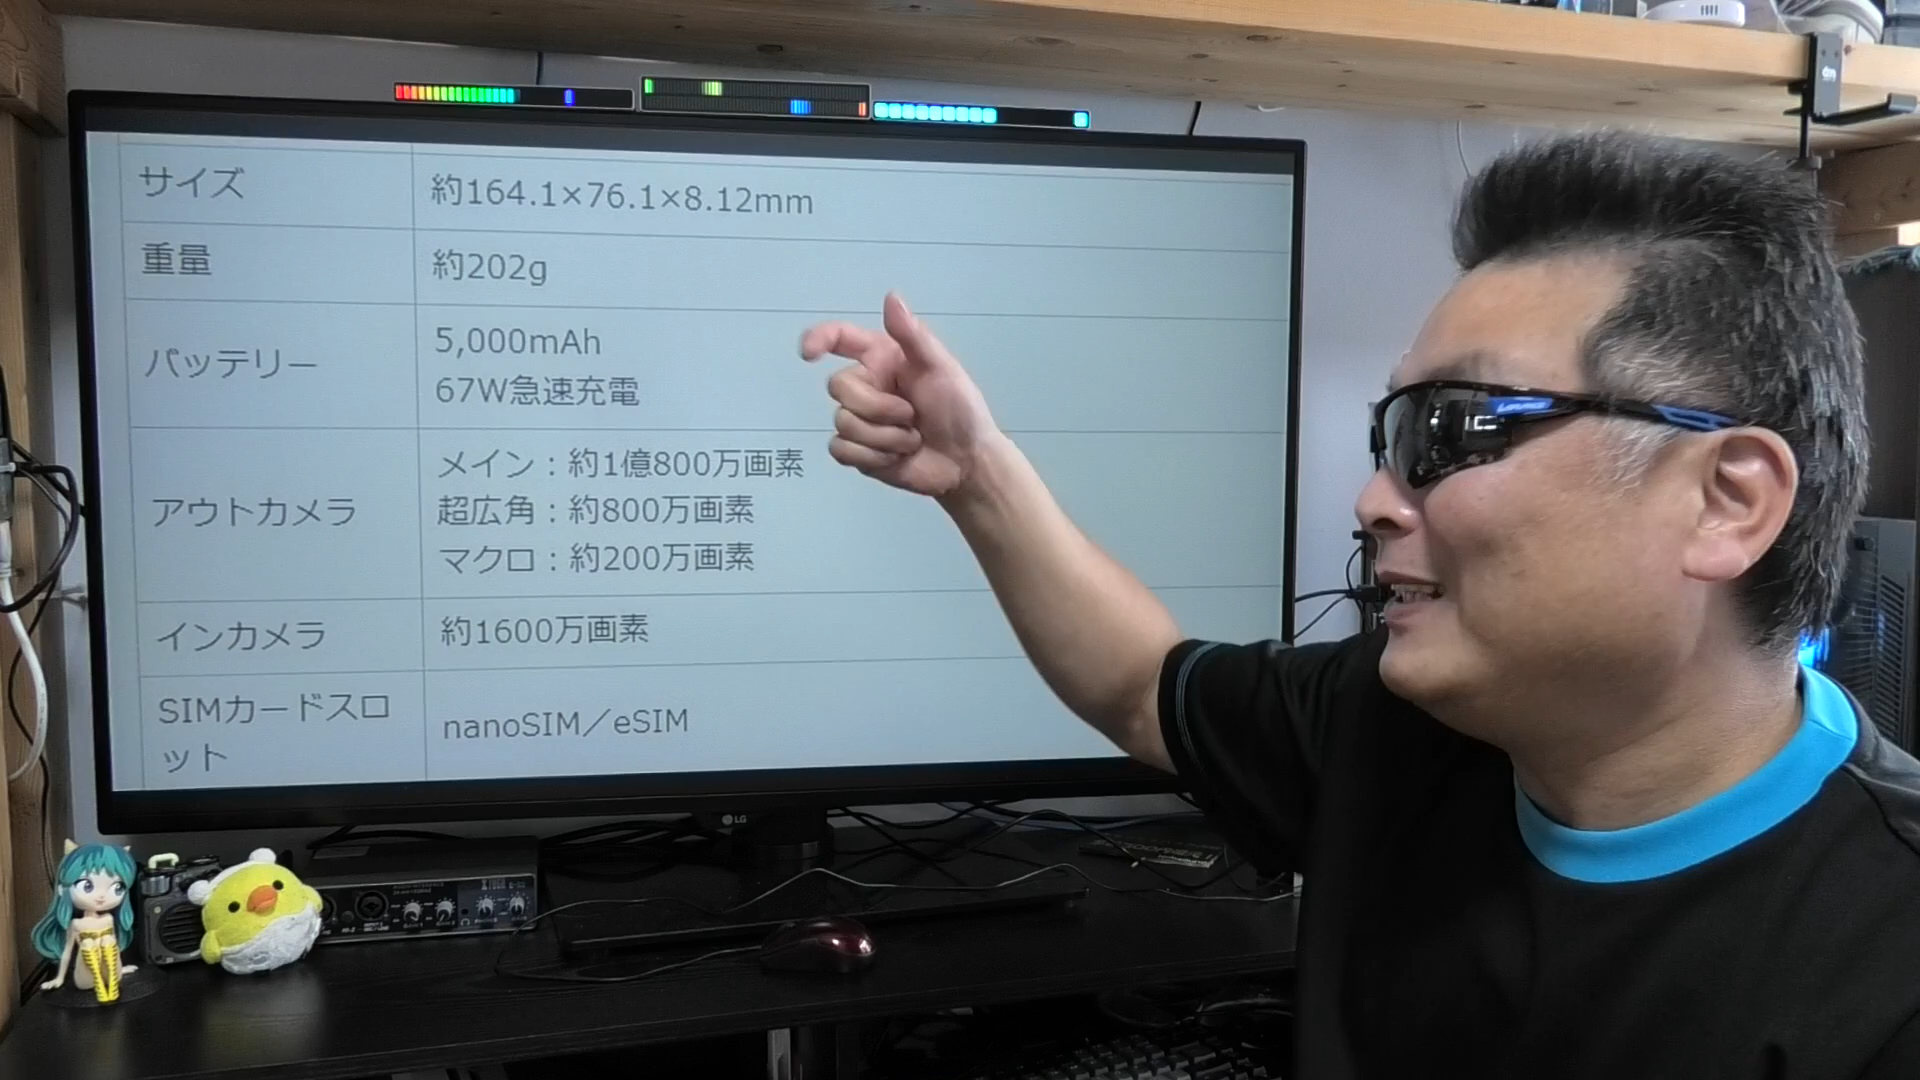 サイズ
約164.1×76.1×8.12mm
重量
約202g
バッテリー
5,000mAh
67W急速充電
アウトカメラ
メイン：約1億800万画素
超広角：約800万画素
マクロ：約200万画素
インカメラ
約1600万画素
SIMカードスロ
ット
nanoSIM／eSIM
LG